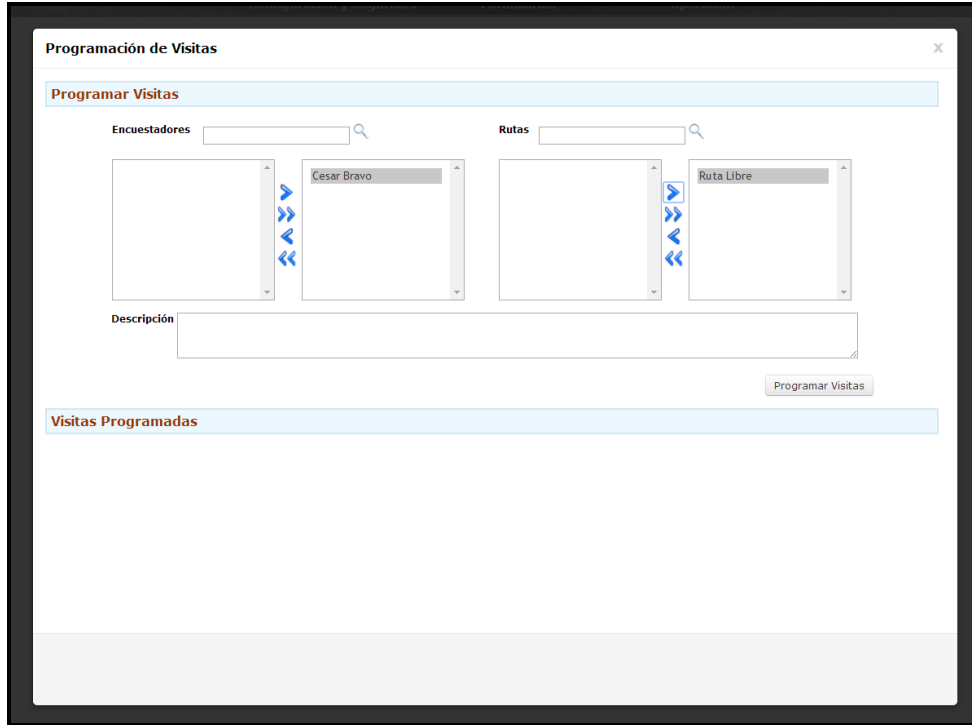 Programación de Visitas
x
Programar Visitas
Encuestadores
Rutas
Cesar Bravo
Ruta Libre
Descripción
Programar Visitas
Visitas Programadas